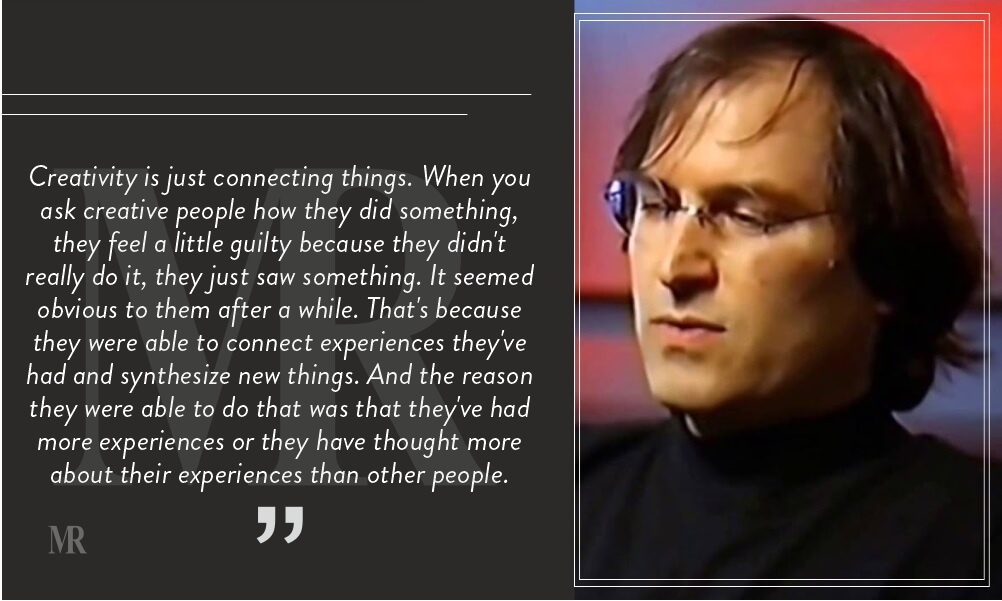 Creativity is just connecting things. When you
ask creative people how they did something,
they feel a little guilty because they didn't
really do it, they just saw something. It seemed
obvious to them after a while. That's because
they were able to connect experiences they've
had and synthesize new things. And the reason
they were able to do that was that they've had
more experiences or they have thought more
about their experiences than other people.
”
MR
MR